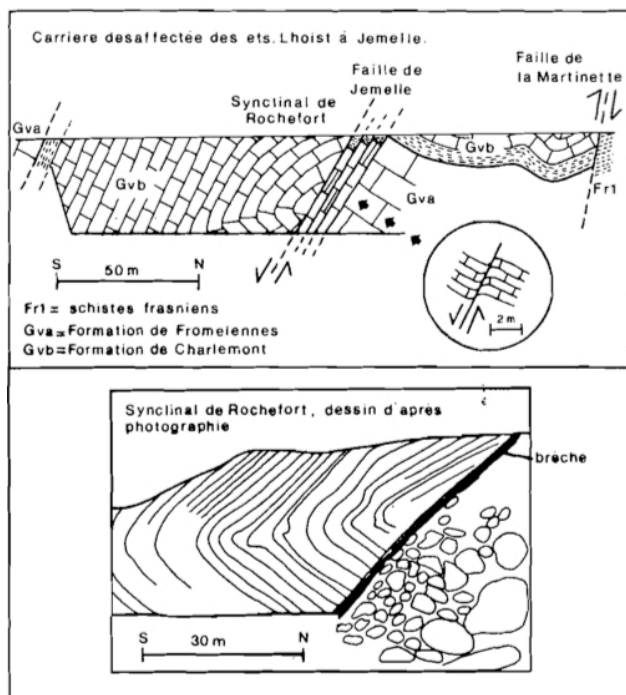 Carrière desaffectée des ets. Lhoist à Jemelle.
Faille de
la Martinette
Faille de
Jemelle
Synclinal de
Rochefort
Gva
Gvb
Gvb
Gva
Fr1
S N
50 m
2 m
Fr1= schistes frasniens
Gva=Formation de Fromelennes
Gvb=Formation de Charlemont
Synclinal de Rochefort, dessin d'après
photographie
brèche
S N
30 m